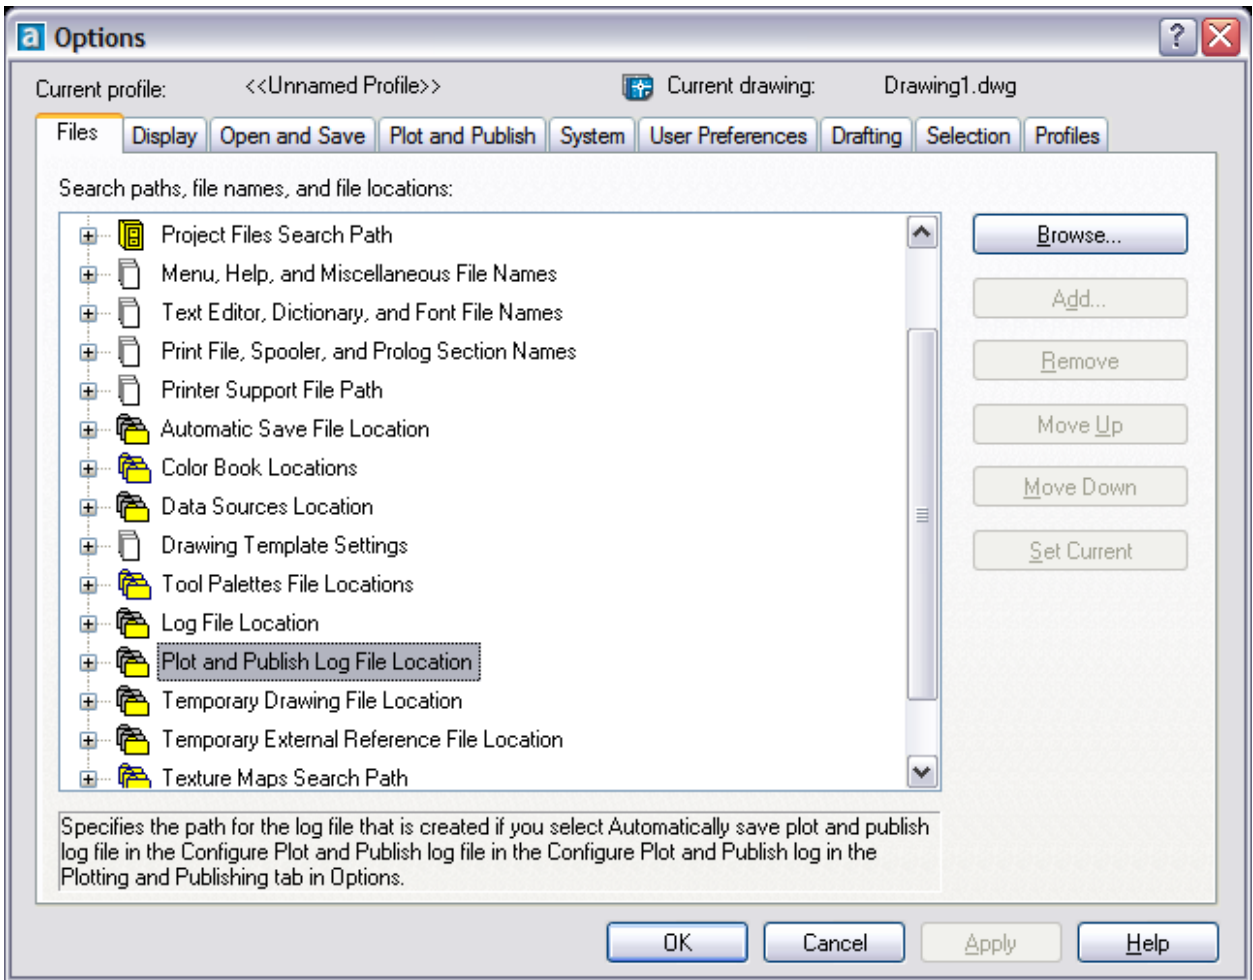 Options
Current profile: <<Unnamed Profile>> Current drawing: Drawing1.dwg
Files Display Open and Save Plot and Publish System User Preferences Drafting Selection Profiles
Search paths, file names, and file locations:
Project Files Search Path
Menu, Help, and Miscellaneous File Names
Text Editor, Dictionary, and Font File Names
Print File, Spooler, and Prolog Section Names
Printer Support File Path
Automatic Save File Location
Color Book Locations
Data Sources Location
Drawing Template Settings
Tool Palettes File Locations
Log File Location
Plot and Publish Log File Location
Temporary Drawing File Location
Temporary External Reference File Location
Texture Maps Search Path
Browse...
Add...
Remove
Move Up
Move Down
Set Current
Specifies the path for the log file that is created if you select Automatically save plot and publish
log file in the Configure Plot and Publish log file in the Configure Plot and Publish log in the
Plotting and Publishing tab in Options.
OK Cancel Apply Help